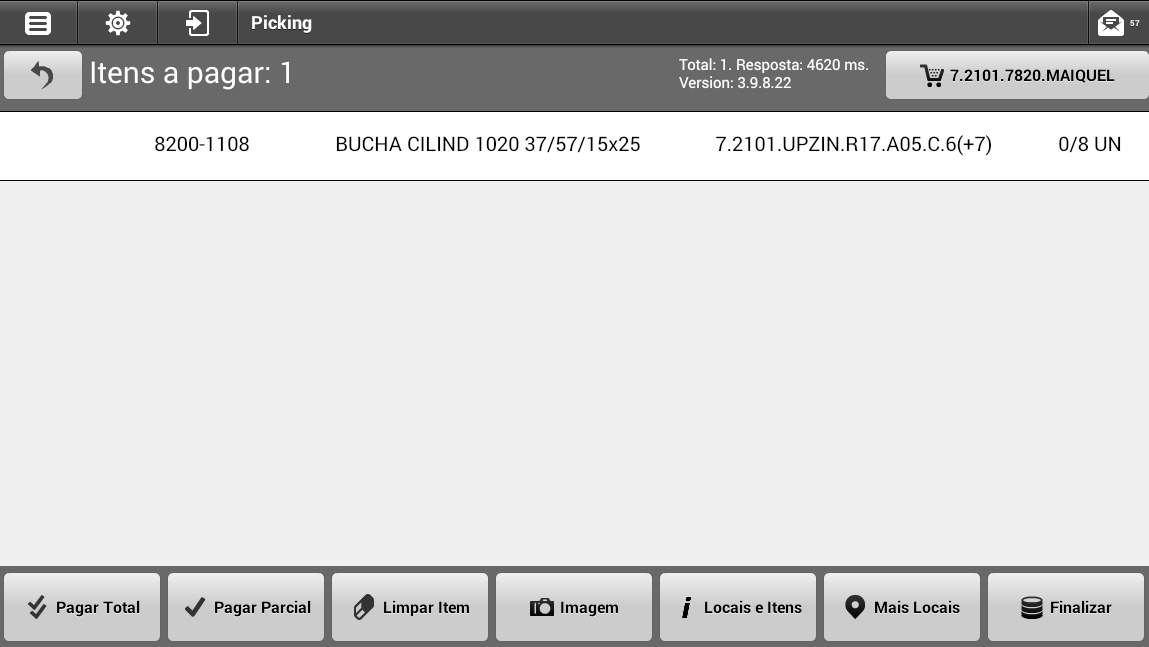 Picking
57
Itens a pagar: 1
Total: 1. Resposta: 4620 ms.
Version: 3.9.8.22
7.2101.7820.MAIQUEL
8200-1108 BUCHA CILIND 1020 37/57/15x25 7.2101.UPZIN.R17.A05.C.6(+7) 0/8 UN
Pagar Total Pagar Parcial Limpar Item Imagem Locais e Itens Mais Locais Finalizar